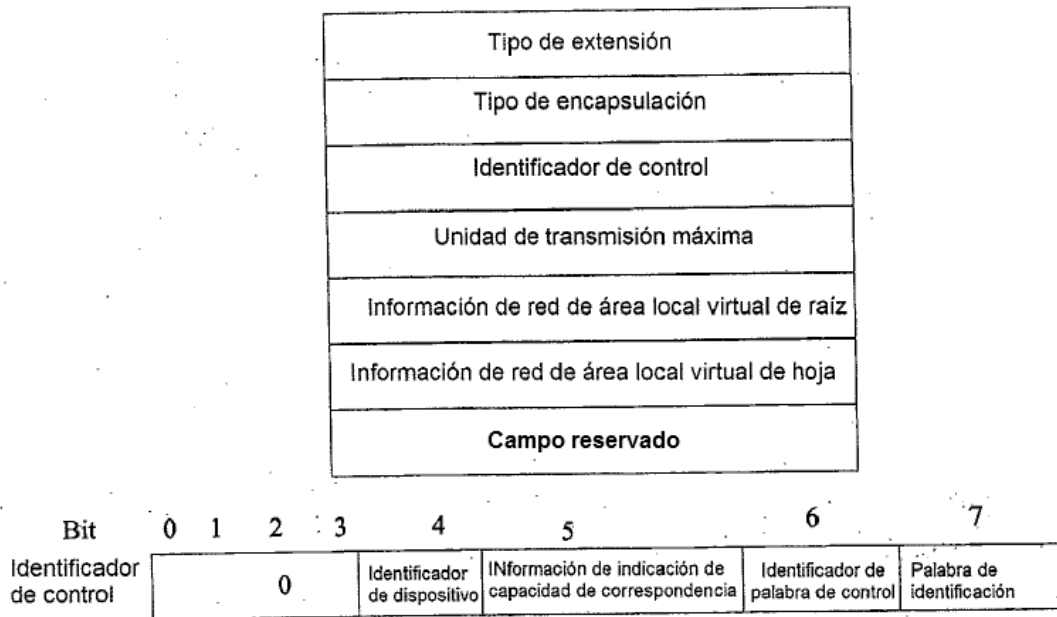 Tipo de extensión
Tipo de encapsulación
Identificador de control
Unidad de transmisión máxima
Información de red de área local virtual de raíz
Información de red de área local virtual de hoja
Campo reservado
Bit 0 1 2 3 4 5 6 7
Identificador
de control
0
Identificador
de dispositivo
INformación de indicación de
capacidad de correspondencia
Identificador de
palabra de control
Palabra de
identificación